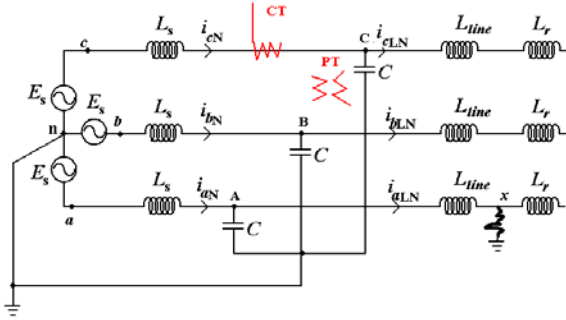 CT
L_s i_cN C i_cLN L_line L_r
c
PT
C
E_s
E_s L_s i_bN B i_bLN L_line L_r
n b
C
E_s L_s i_aN A i_aLN L_line x L_r
a
C